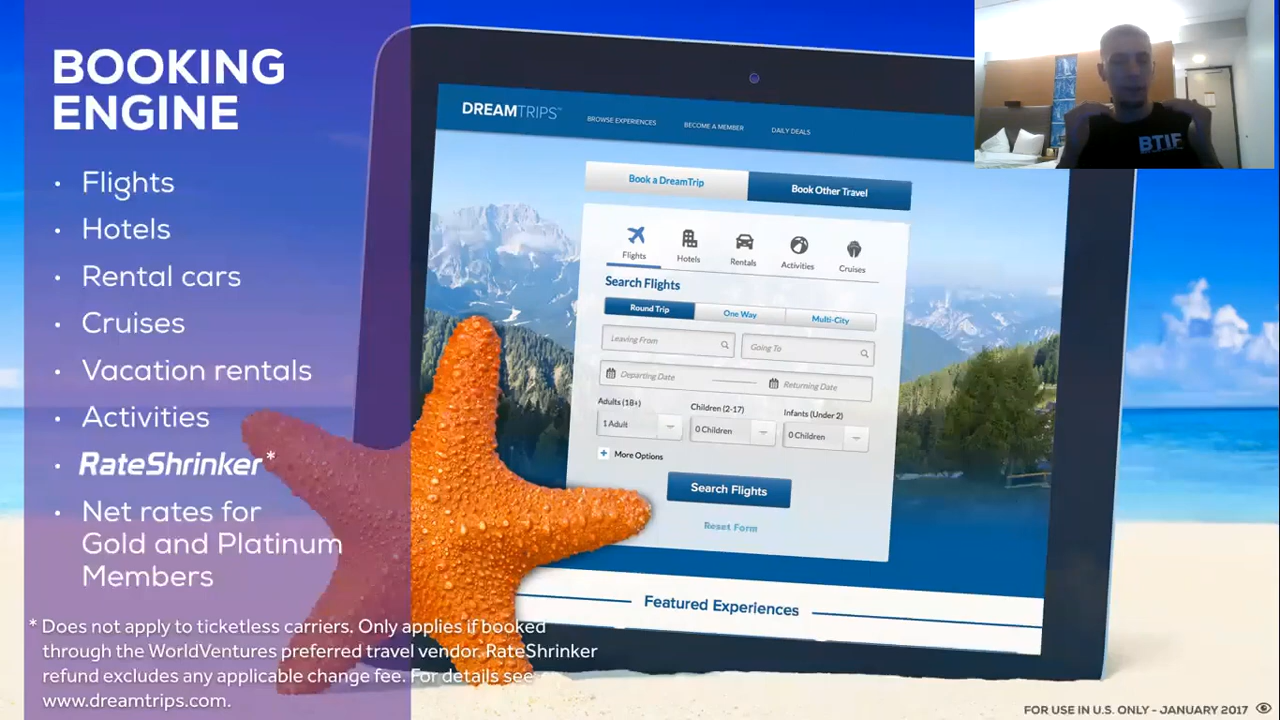 BOOKING
ENGINE
• Flights
• Hotels
• Rental cars
• Cruises
• Vacation rentals
• Activities
• RateShrinker*
• Net rates for
Gold and Platinum
Members
* Does not apply to ticketless carriers. Only applies if booked
through the WorldVentures preferred travel vendor. RateShrinker
refund excludes any applicable change fee. For details see
www.dreamtrips.com.
DREAMTRIPS™
BROWSE EXPERIENCES BECOME A MEMBER DAILY DEALS
Book a DreamTrip Book Other Travel
Flights Hotels Rentals Activities Cruises
Search Flights
Round Trip One Way Multi-City
Leaving From Going To
Departing Date Returning Date
Adults (18+) Children (2-17) Infants (Under 2)
1 Adult 0 Children 0 Children
+ More Options
Search Flights
Reset Form
Featured Experiences
BTIF
FOR USE IN U.S. ONLY - JANUARY 2017